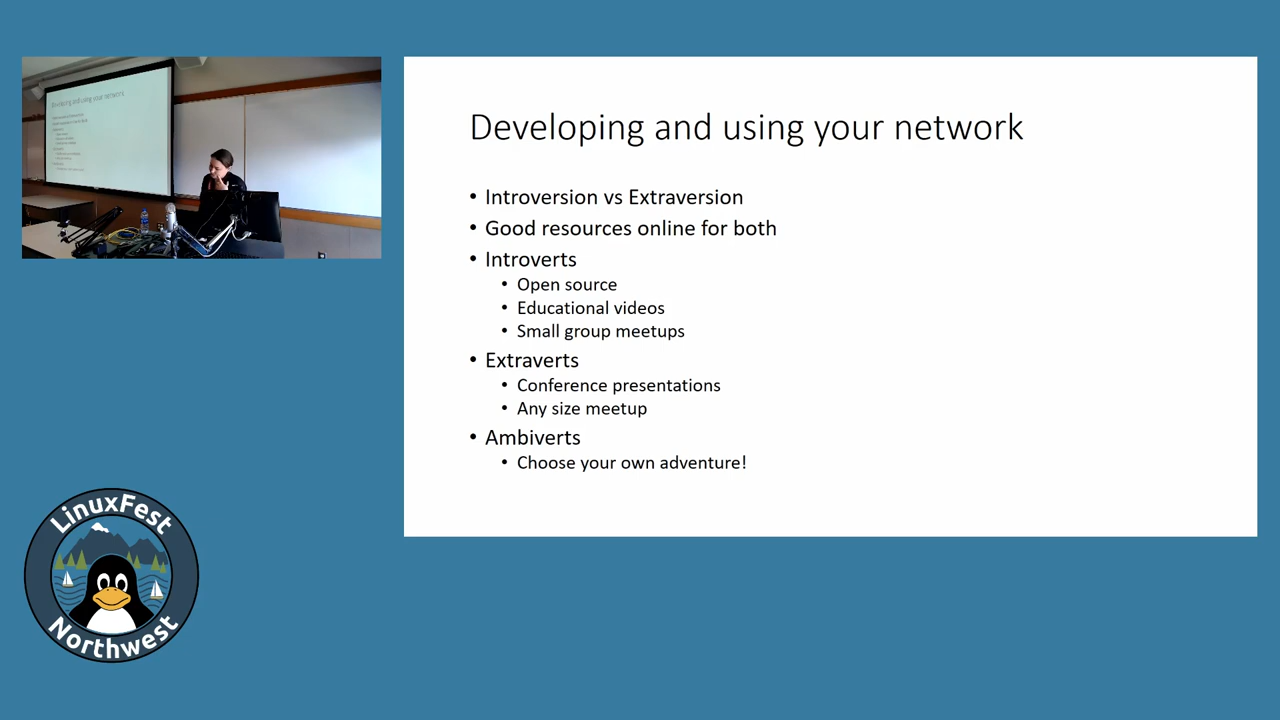 Developing and using your network
• Introversion vs Extraversion
• Good resources online for both
• Introverts
• Open source
• Educational videos
• Small group meetups
• Extraverts
• Conference presentations
• Any size meetup
• Ambiverts
• Choose your own adventure!
LinuxFest
Northwest